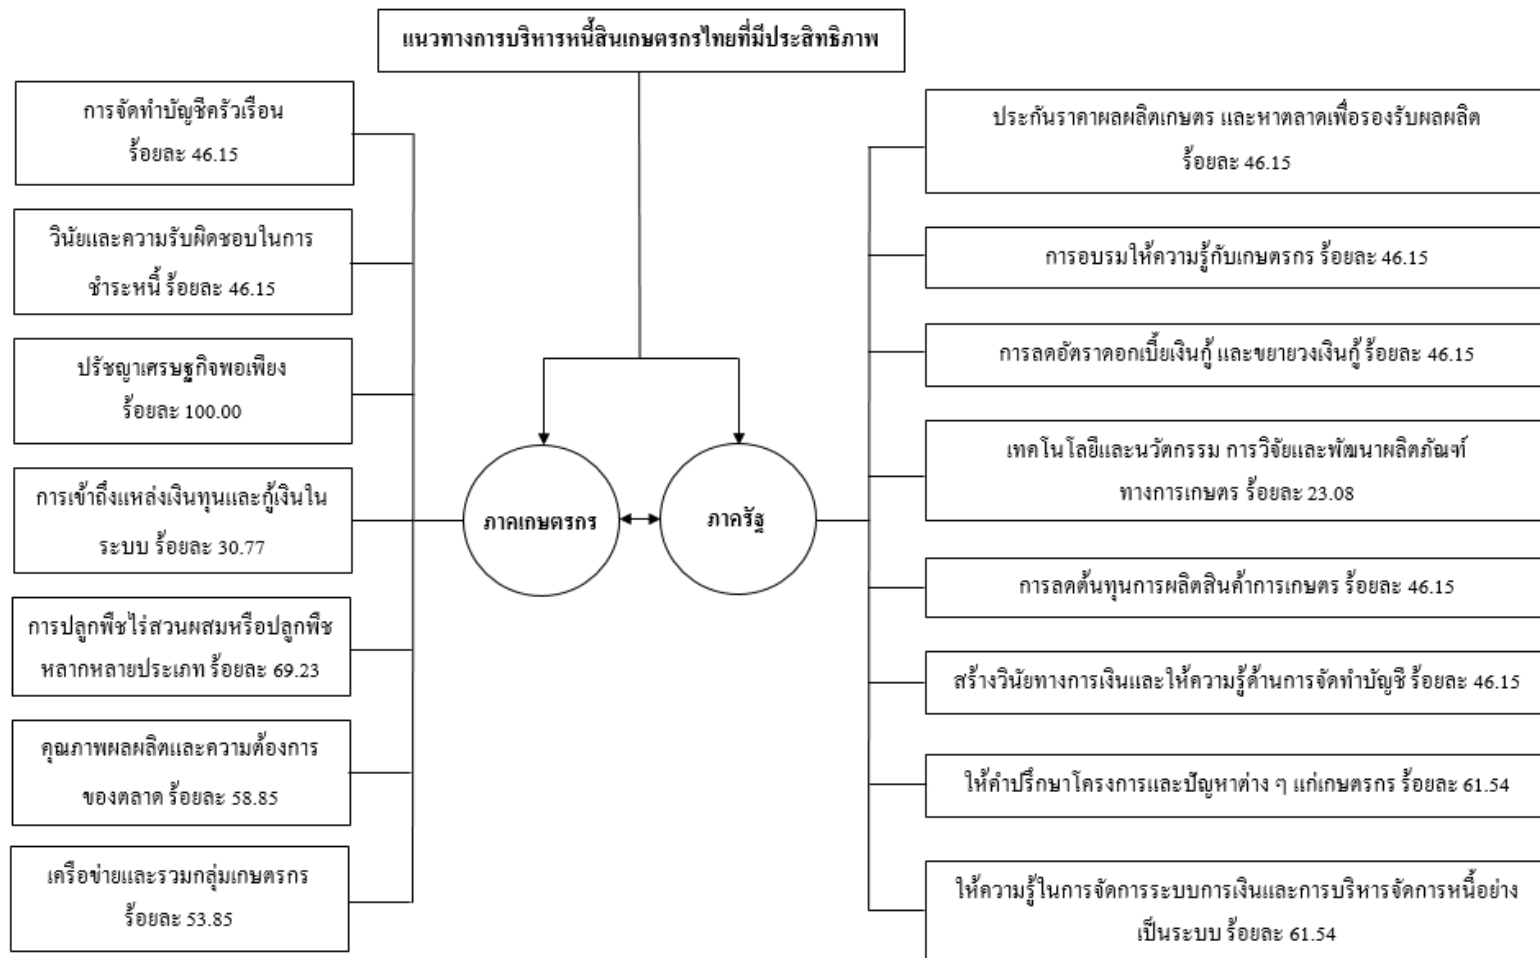 แนวทางการบริหารหนี้สินเกษตรกรไทยที่มีประสิทธิภาพ
การจัดทำบัญชีครัวเรือน
ร้อยละ 46.15
วินัยและความรับผิดชอบในการ
ชำระหนี้ ร้อยละ 46.15
ปรัชญาเศรษฐกิจพอเพียง
ร้อยละ 100.00
การเข้าถึงแหล่งเงินทุนและกู้เงินใน
ระบบ ร้อยละ 30.77
การปลูกพืชไร่สวนผสมหรือปลูกพืช
หลากหลายประเภท ร้อยละ 69.23
คุณภาพผลผลิตและความต้องการ
ของตลาด ร้อยละ 58.85
เครือข่ายและรวมกลุ่มเกษตรกร
ร้อยละ 53.85
ภาคเกษตรกร
ภาครัฐ
ประกันราคาผลผลิตเกษตร และหาตลาดเพื่อรองรับผลผลิต
ร้อยละ 46.15
การอบรมให้ความรู้กับเกษตรกร ร้อยละ 46.15
การลดอัตราดอกเบี้ยเงินกู้ และขยายวงเงินกู้ ร้อยละ 46.15
เทคโนโลยีและนวัตกรรม การวิจัยและพัฒนาผลิตภัณฑ์
ทางการเกษตร ร้อยละ 23.08
การลดต้นทุนการผลิตสินค้าการเกษตร ร้อยละ 46.15
สร้างวินัยทางการเงินและให้ความรู้ด้านการจัดทำบัญชี ร้อยละ 46.15
ให้คำปรึกษาโครงการและปัญหาต่าง ๆ แก่เกษตรกร ร้อยละ 61.54
ให้ความรู้ในการจัดการระบบการเงินและการบริหารจัดการหนี้อย่าง
เป็นระบบ ร้อยละ 61.54